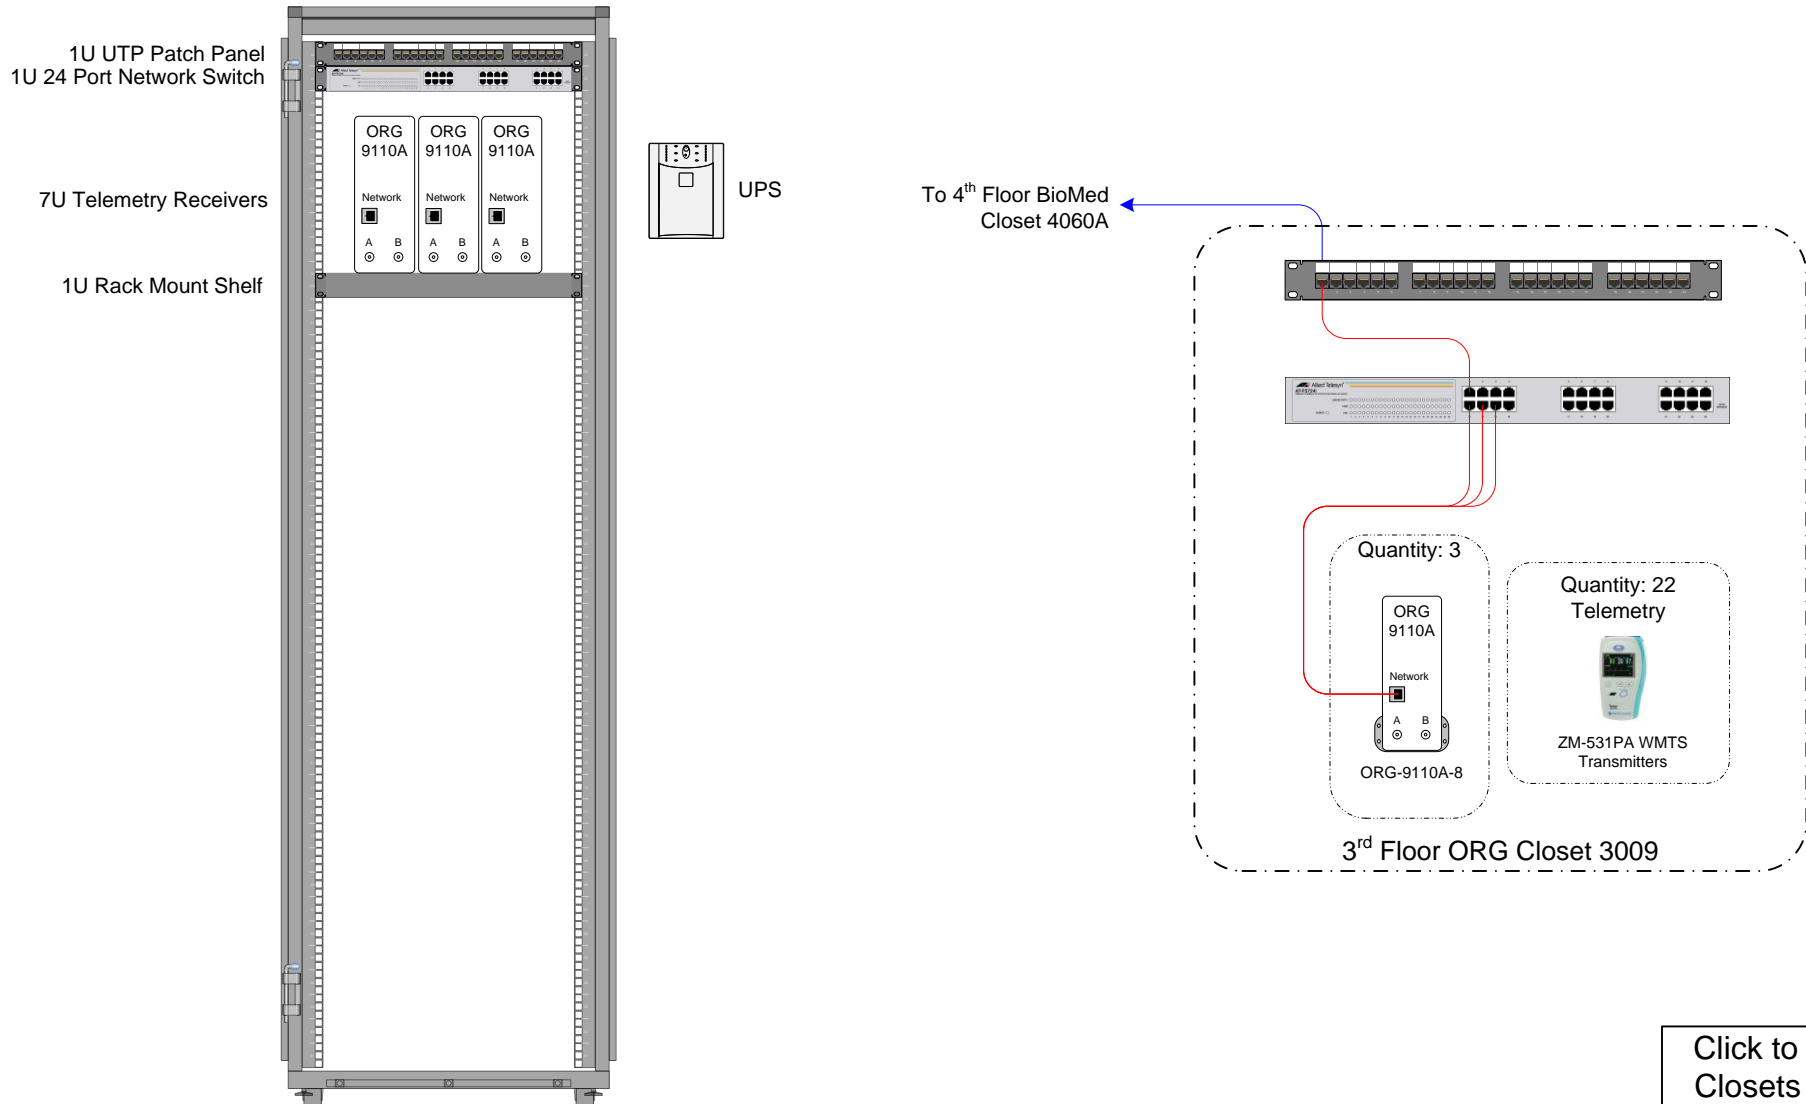 1U UTP Patch Panel
1U 24 Port Network Switch
7U Telemetry Receivers
1U Rack Mount Shelf
ORG
9110A
Network
A B
ORG
9110A
Network
A B
ORG
9110A
Network
A B
UPS
To 4th Floor BioMed
Closet 4060A
Allied Telesyn
Quantity: 3
ORG
9110A
Network
A B
ORG-9110A-8
Quantity: 22
Telemetry
ZM-531PA WMTS
Transmitters
3rd Floor ORG Closet 3009
Click to
Closets